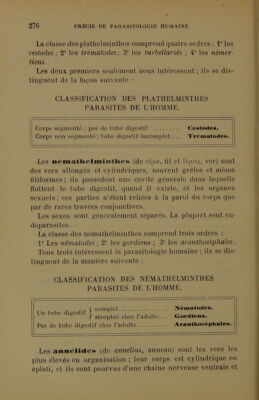 276 PRÉCIS DE PARASITOLOGIE HUMAINE
La classe des plathelminthes comprend quatre ordres : 1° les
cestodes ; 2° les trématodes ; 3° les turbellariés ; 4° les némer-
tiens.
Les deux premiers seulement nous intéressent ; ils se dis-
tinguent de la façon suivante :
CLASSIFICATION DES PLATHELMINTHES
PARASITES DE L'HOMME.
Corps segmenté ; pas de tube digestif .......... Cestodes.
Corps non segmenté ; tube digestif incomplet.... Trématodes.
Les némathelminthes (de νῆμα, fil et ἕλμινς, ver) sont
des vers allongés et cylindriques, souvent grêles et même
filiformes ; ils possèdent une cavité générale dans laquelle
flottent le tube digestif, quand il existe, et les organes
sexuels ; ces parties n'étant reliées à la paroi du corps que
par de rares travées conjonctives.
Les sexes sont généralement séparés. La plupart sont en-
doparasites.
La classe des némathelminthes comprend trois ordres :
1° Les nématodes ; 2° les gordiens ; 3° les acanthocéphales.
Tous trois intéressent la parasitologie humaine ; ils se dis-
tinguent de la manière suivante :
CLASSIFICATION DES NÉMATHELMINTHES
PARASITES DE L'HOMME.
Un tube digestif { complet.............. Nématodes.
atrophié chez l'adulte... Gordiens.
Pas de tube digestif chez l'adulte............ Acanthocéphales.
Les annélides (de annellus, anneau) sont les vers les
plus élevés en organisation ; leur corps est cylindrique ou
aplati, et ils sont pourvus d'une chaîne nerveuse ventrale et